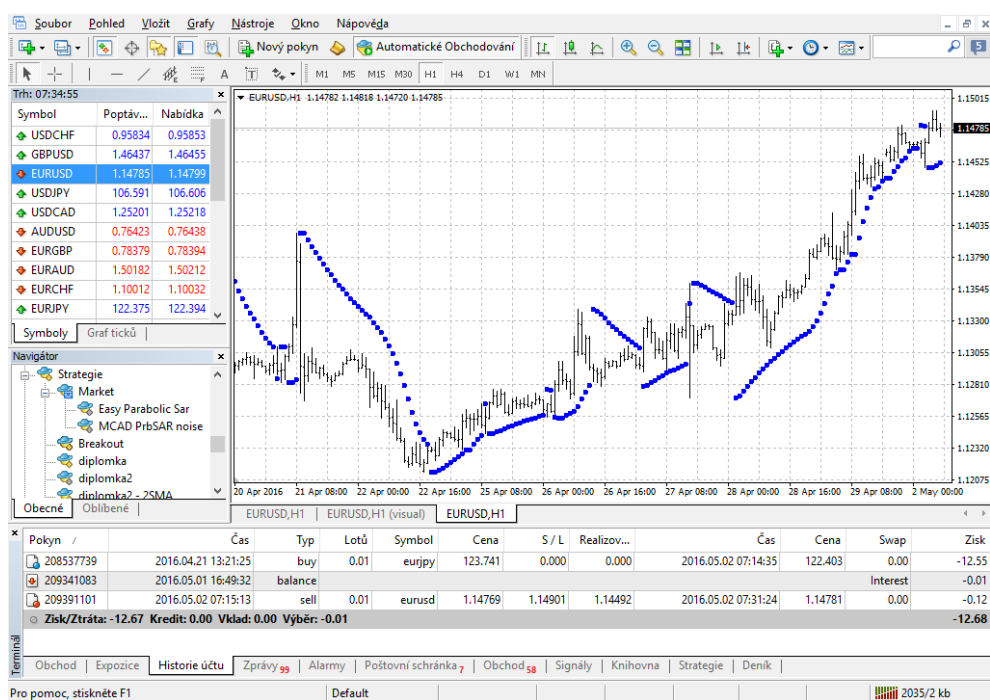 Soubor Pohled Vložit Grafy Nástroje Okno Nápověda
Nový pokyn Automatické Obchodování
5
A T M1 M5 M15 M30 H1 H4 D1 W1 MN
Trh: 07:34:55
Symbol Poptáv... Nabídka
USDCHF 0.95834 0.95853
GBPUSD 1.46437 1.46455
EURUSD 1.14785 1.14799
USDJPY 106.591 106.606
USDCAD 1.25201 1.25218
AUDUSD 0.76423 0.76438
EURGBP 0.78379 0.78394
EURAUD 1.50182 1.50212
EURCHF 1.10012 1.10032
EURJPY 122.375 122.394
Symboly Graf ticků
Navigátor
Strategie
Market
Easy Parabolic Sar
MCAD PrbSAR noise
Breakout
diplomka
diplomka2
diplomka2 - 2SMA
Obecné Oblíbené
EURUSD,H1 1.14782 1.14818 1.14720 1.14785
1.15015
1.14785
1.14525
1.14280
1.14035
1.13790
1.13545
1.13300
1.13055
1.12810
1.12565
1.12320
1.12075
20 Apr 2016 21 Apr 08:00 22 Apr 00:00 22 Apr 16:00 25 Apr 08:00 26 Apr 00:00 26 Apr 16:00 27 Apr 08:00 28 Apr 00:00 28 Apr 16:00 29 Apr 08:00 2 May 00:00
EURUSD,H1 EURUSD,H1 (visual) EURUSD,H1
Pokyn / Čas Typ Lotů Symbol Cena S / L Realizov... Čas Cena Swap Zisk
208537739 2016.04.21 13:21:25 buy 0.01 eurjpy 123.741 0.000 0.000 2016.05.02 07:14:35 122.403 0.00 -12.55
209341083 2016.05.01 16:49:32 balance Interest -0.01
209391101 2016.05.02 07:15:13 sell 0.01 eurusd 1.14769 1.14901 1.14492 2016.05.02 07:31:24 1.14781 0.00 -0.12
Zisk/Ztráta: -12.67 Kredit: 0.00 Vklad: 0.00 Výběr: -0.01 -12.68
Terminál
Obchod Expozice Historie účtu Zprávy 99 Alarmy Poštovní schránka 7 Obchod 58 Signály Knihovna Strategie Deník
Pro pomoc, stiskněte F1 Default 2035/2 kb